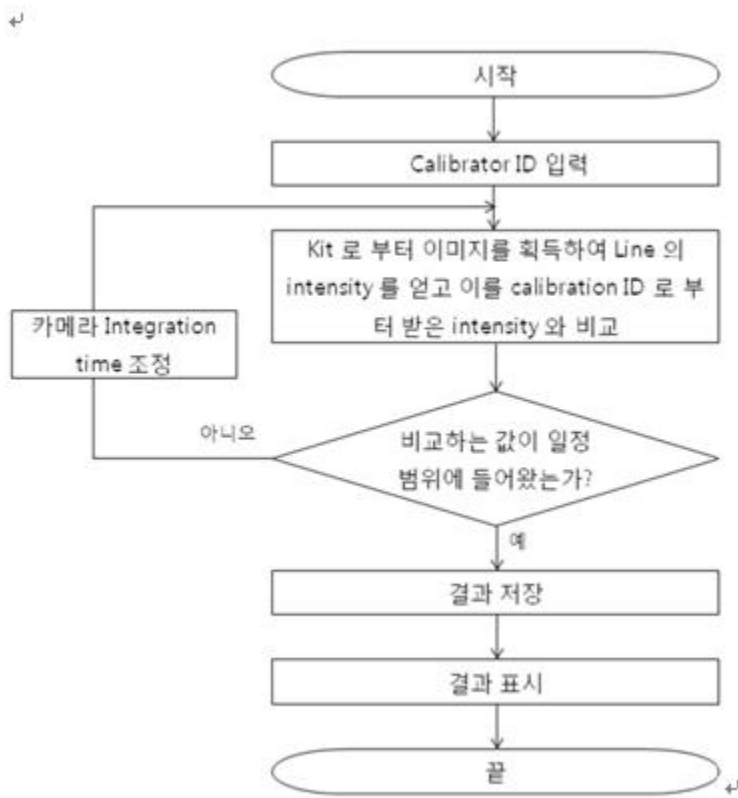 시작
Calibrator ID 입력
Kit 로 부터 이미지를 획득하여 Line 의
intensity 를 얻고 이를 calibration ID 로 부
터 받은 intensity 와 비교
카메라 Integration
time 조정
아니오
비교하는 값이 일정
범위에 들어왔는가?
예
결과 저장
결과 표시
끝